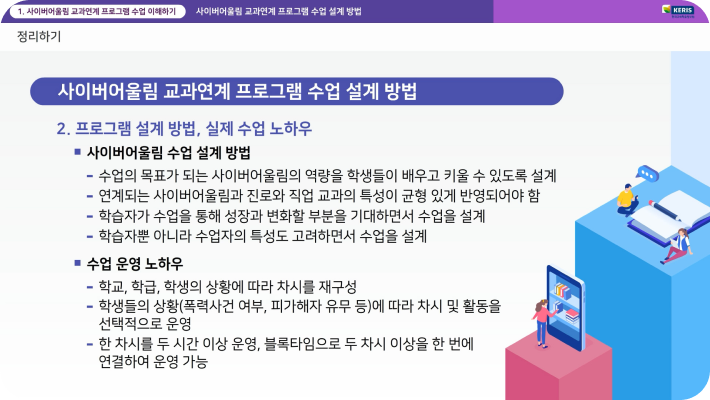 1. 사이버어울림 교과연계 프로그램 수업 이해하기
사이버어울림 교과연계 프로그램 수업 설계 방법
KERIS
정리하기
사이버어울림 교과연계 프로그램 수업 설계 방법
2. 프로그램 설계 방법, 실제 수업 노하우
■ 사이버어울림 수업 설계 방법
- 수업의 목표가 되는 사이버어울림의 역량을 학생들이 배우고 키울 수 있도록 설계
- 연계되는 사이버어울림과 진로와 직업 교과의 특성이 균형 있게 반영되어야 함
- 학습자가 수업을 통해 성장과 변화할 부분을 기대하면서 수업을 설계
- 학습자뿐 아니라 수업자의 특성도 고려하면서 수업을 설계
■ 수업 운영 노하우
- 학교, 학급, 학생의 상황에 따라 차시를 재구성
- 학생들의 상황(폭력사건 여부, 피가해자 유무 등)에 따라 차시 및 활동을
선택적으로 운영
- 한 차시를 두 시간 이상 운영, 블록타임으로 두 차시 이상을 한 번에
연결하여 운영 가능